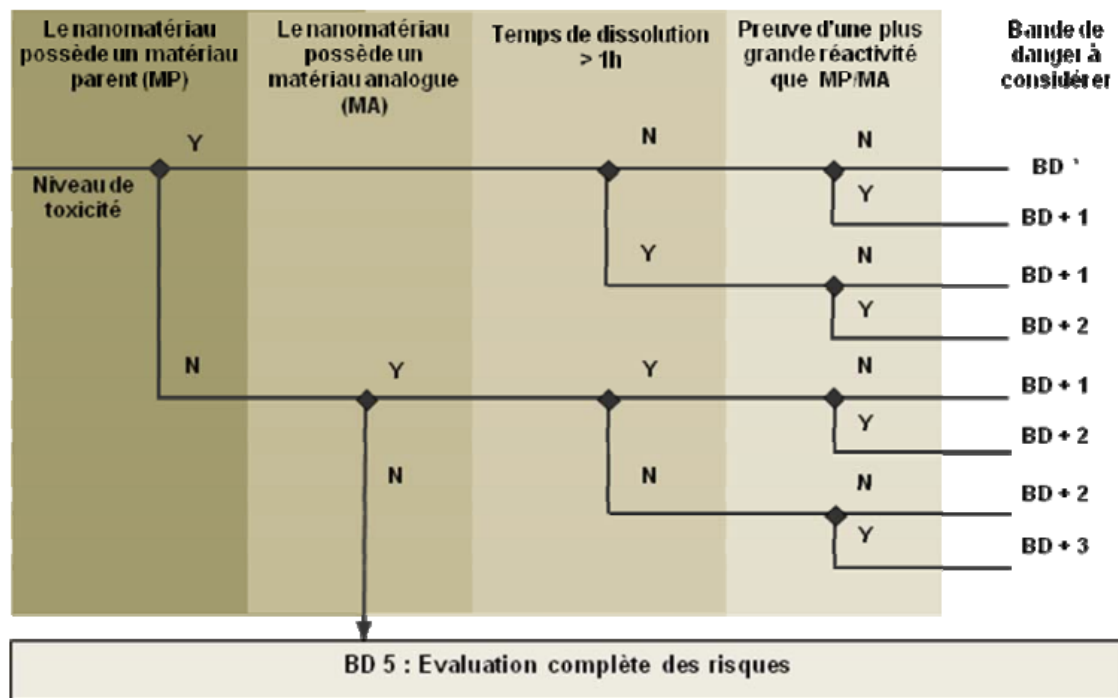 Le nanomatériau
possède un matériau
parent (MP)
Le nanomatériau
possède un
matériau analogue
(MA)
Temps de dissolution
> 1h
Preuve d'une plus
grande réactivité
que MP/MA
Bande de
danger à
considérer
Y
N
N
BD
Niveau de
toxicité
Y
BD + 1
Y
N
BD + 1
Y
BD + 2
N
Y
Y
N
BD + 1
Y
BD + 2
N
N
N
BD + 2
Y
BD + 3
BD 5 : Evaluation complète des risques